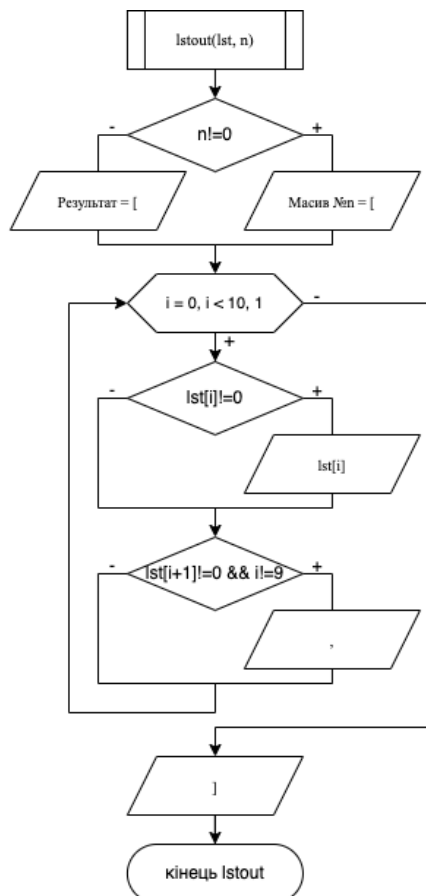 lstout(lst, n)
n!=0
-
+
Результат = [
Масив №n = [
i = 0, i < 10, 1
-
+
lst[i]!=0
-
+
lst[i]
lst[i+1]!=0 && i!=9
-
+
,
]
кінець lstout